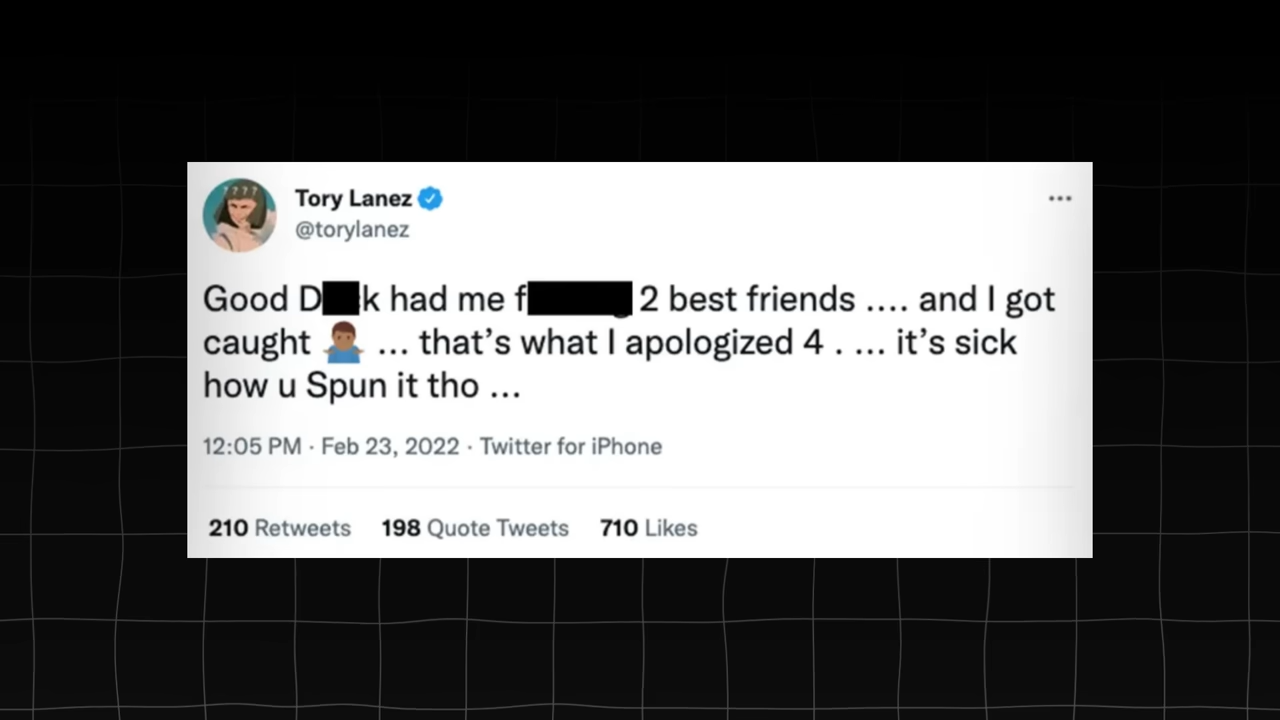 Tory Lanez
@torylanez
Good D k had me f 2 best friends .... and I got
caught 🤷🏽‍♂️ ... that’s what I apologized 4 . ... it’s sick
how u Spun it tho ...
12:05 PM · Feb 23, 2022 · Twitter for iPhone
210 Retweets 198 Quote Tweets 710 Likes